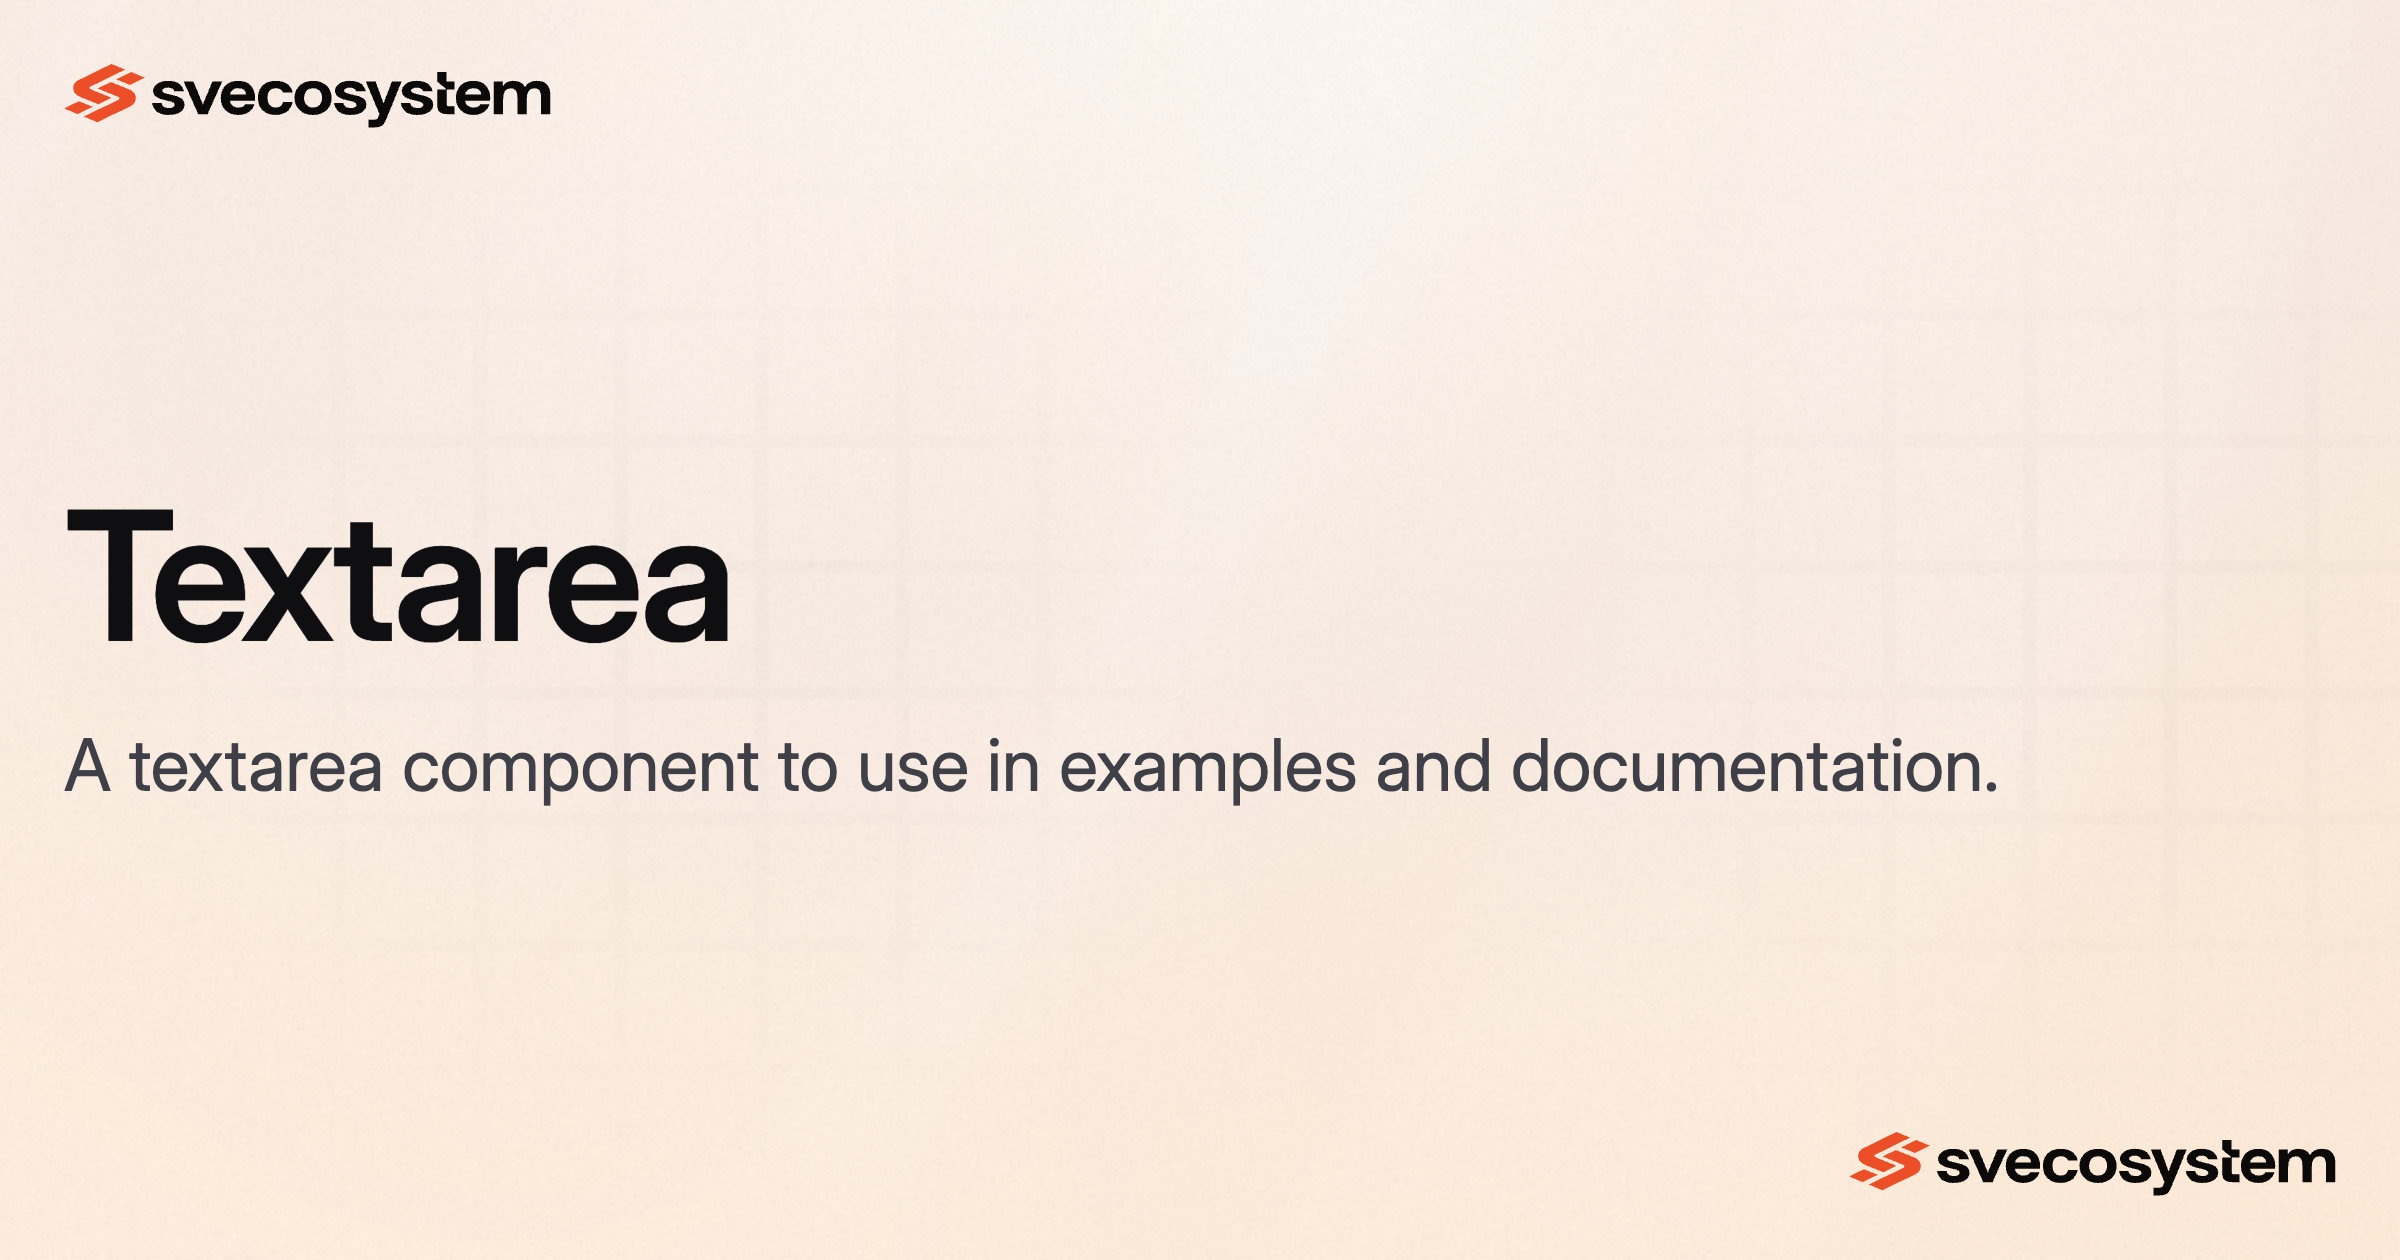 svecosystem
Textarea
A textarea component to use in examples and documentation.
svecosystem